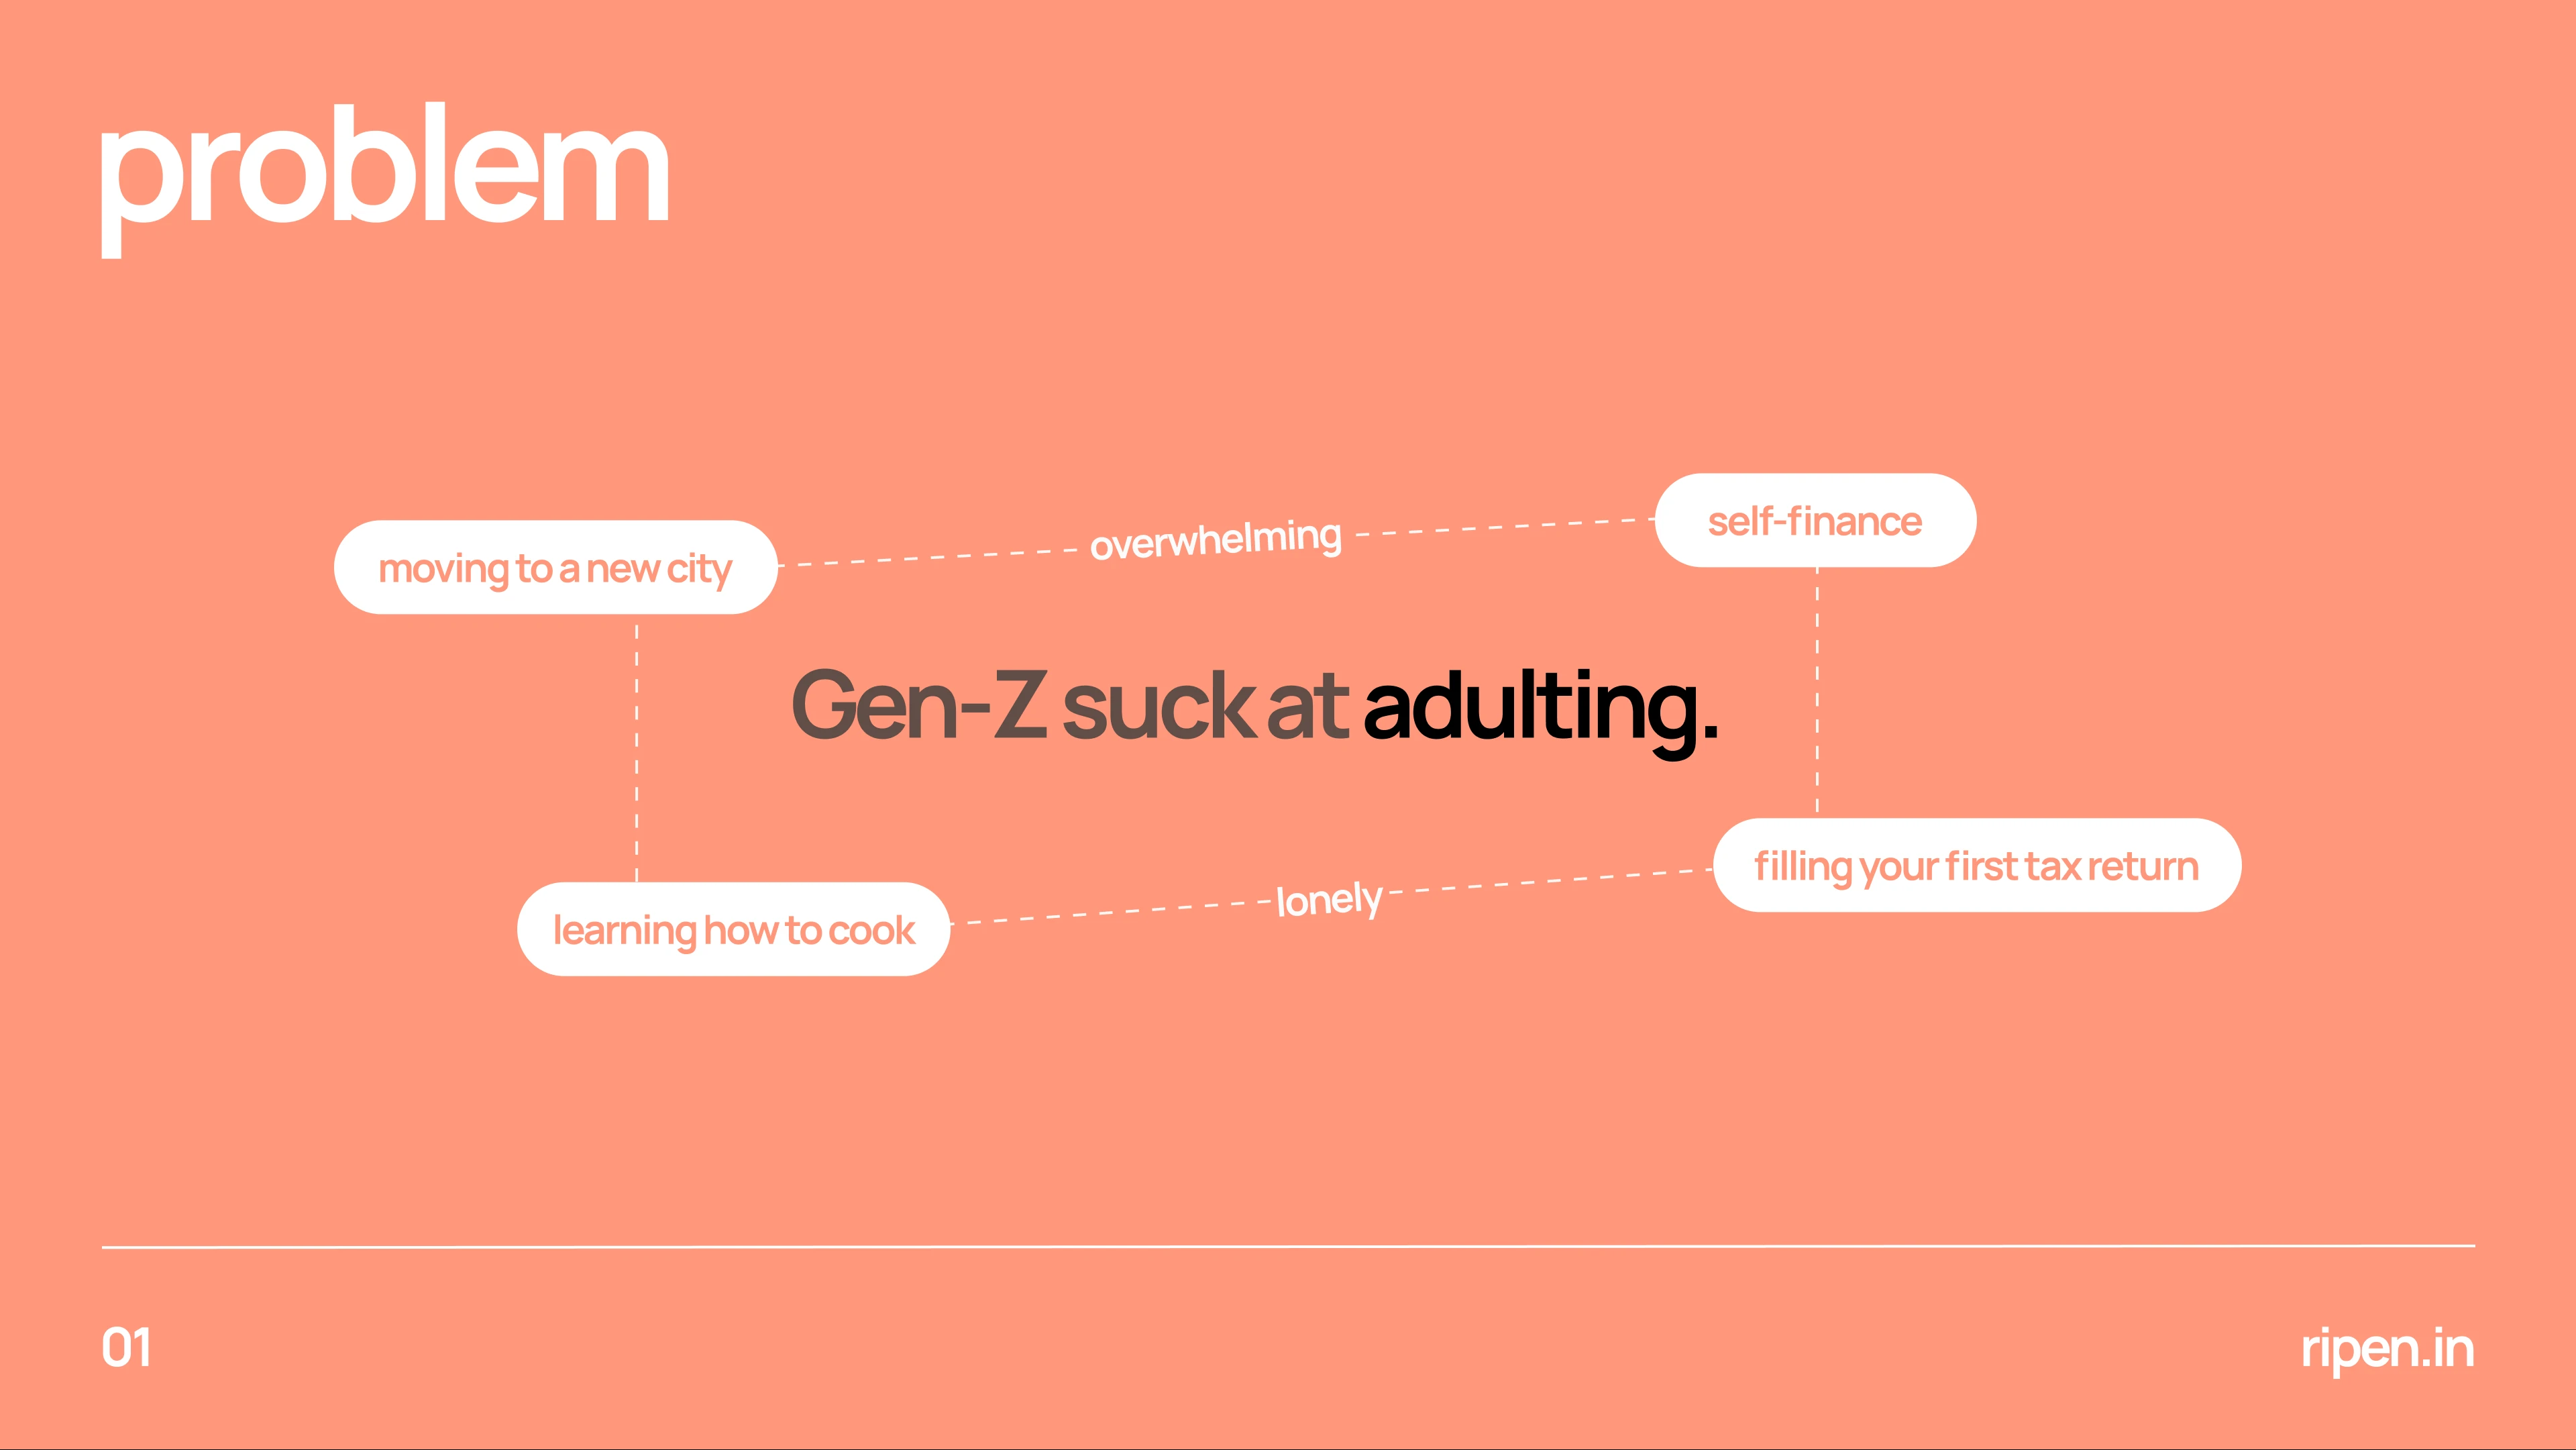 problem
self-finance
overwhelming
moving to a new city
Gen-Z suck at adulting.
filling your first tax return
lonely
learning how to cook
01
ripen.in